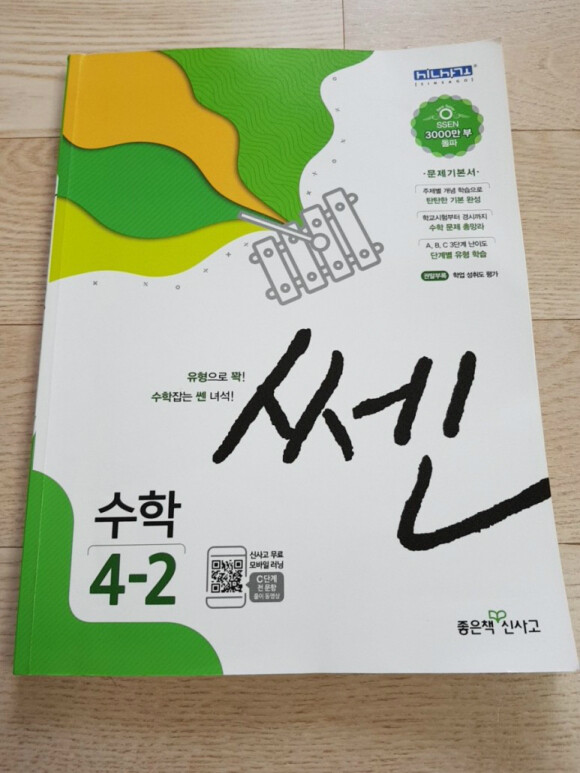 SSEN
3000만 부
돌파
·문제기본서·
주제별 개념 학습으로
탄탄한 기본 완성
학교시험부터 경시까지
수학 문제 총망라
A, B, C 3단계 난이도
단계별 유형 학습
권말부록 학업 성취도 평가
유형으로 꽉!
수학잡는 쎈 녀석!
쎈
수학
4-2
신사고 무료
모바일 러닝
C단계
전 문항
풀이 동영상
좋은책 신사고